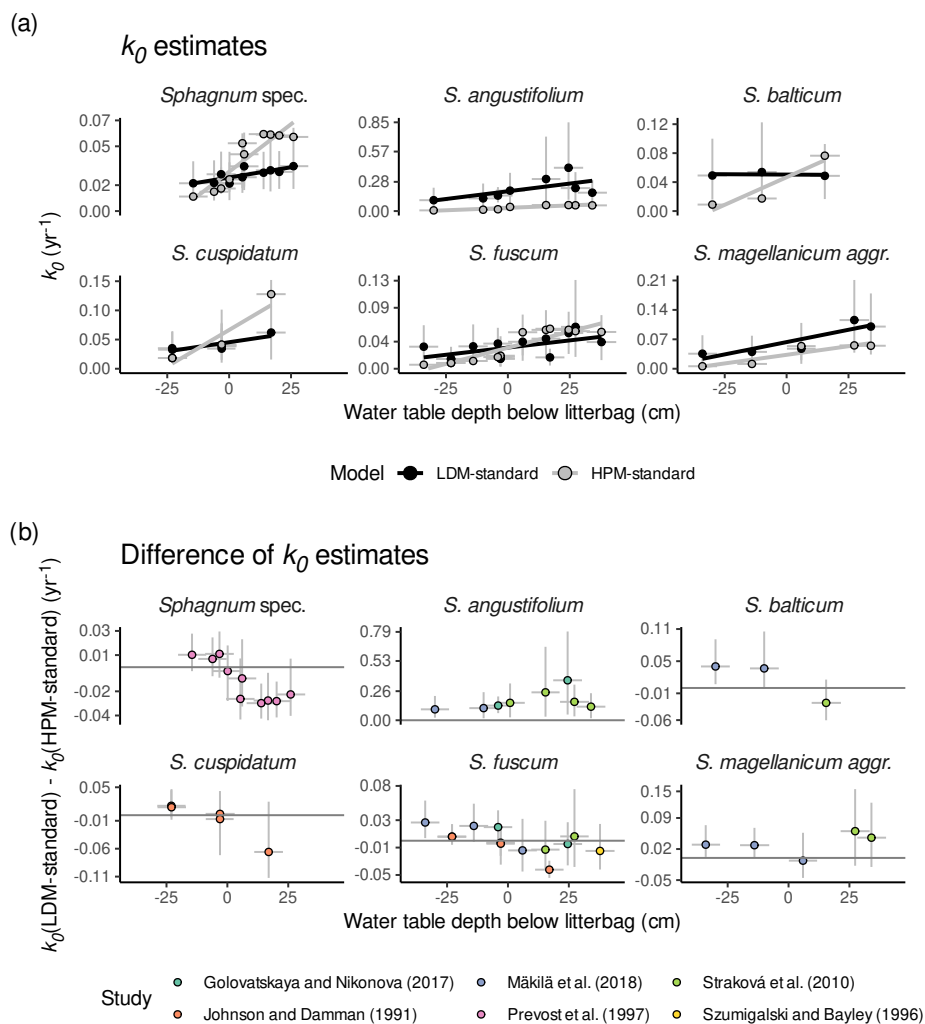 (a)
k0 estimates
Sphagnum spec.
S. angustifolium
S. balticum
0.07
0.05
0.02
0.00
0.85
0.57
0.28
0.00
0.12
0.08
0.04
0.00
S. cuspidatum
S. fuscum
S. magellanicum aggr.
0.15
0.10
0.05
0.00
0.13
0.09
0.04
0.00
0.21
0.14
0.07
0.00
-25 0 25
-25 0 25
-25 0 25
k0 (yr-1)
Water table depth below litterbag (cm)
Model LDM-standard HPM-standard
(b)
Difference of k0 estimates
Sphagnum spec.
S. angustifolium
S. balticum
0.03
0.01
-0.02
-0.04
0.79
0.53
0.26
0.00
0.11
0.05
-0.01
-0.06
S. cuspidatum
S. fuscum
S. magellanicum aggr.
0.05
-0.01
-0.06
-0.11
0.08
0.03
-0.01
-0.05
0.15
0.09
0.02
-0.05
-25 0 25
-25 0 25
-25 0 25
k0(LDM-standard) - k0(HPM-standard) (yr-1)
Water table depth below litterbag (cm)
Study
Golovatskaya and Nikonova (2017) Mäkilä et al. (2018) Straková et al. (2010)
Johnson and Damman (1991) Prevost et al. (1997) Szumigalski and Bayley (1996)